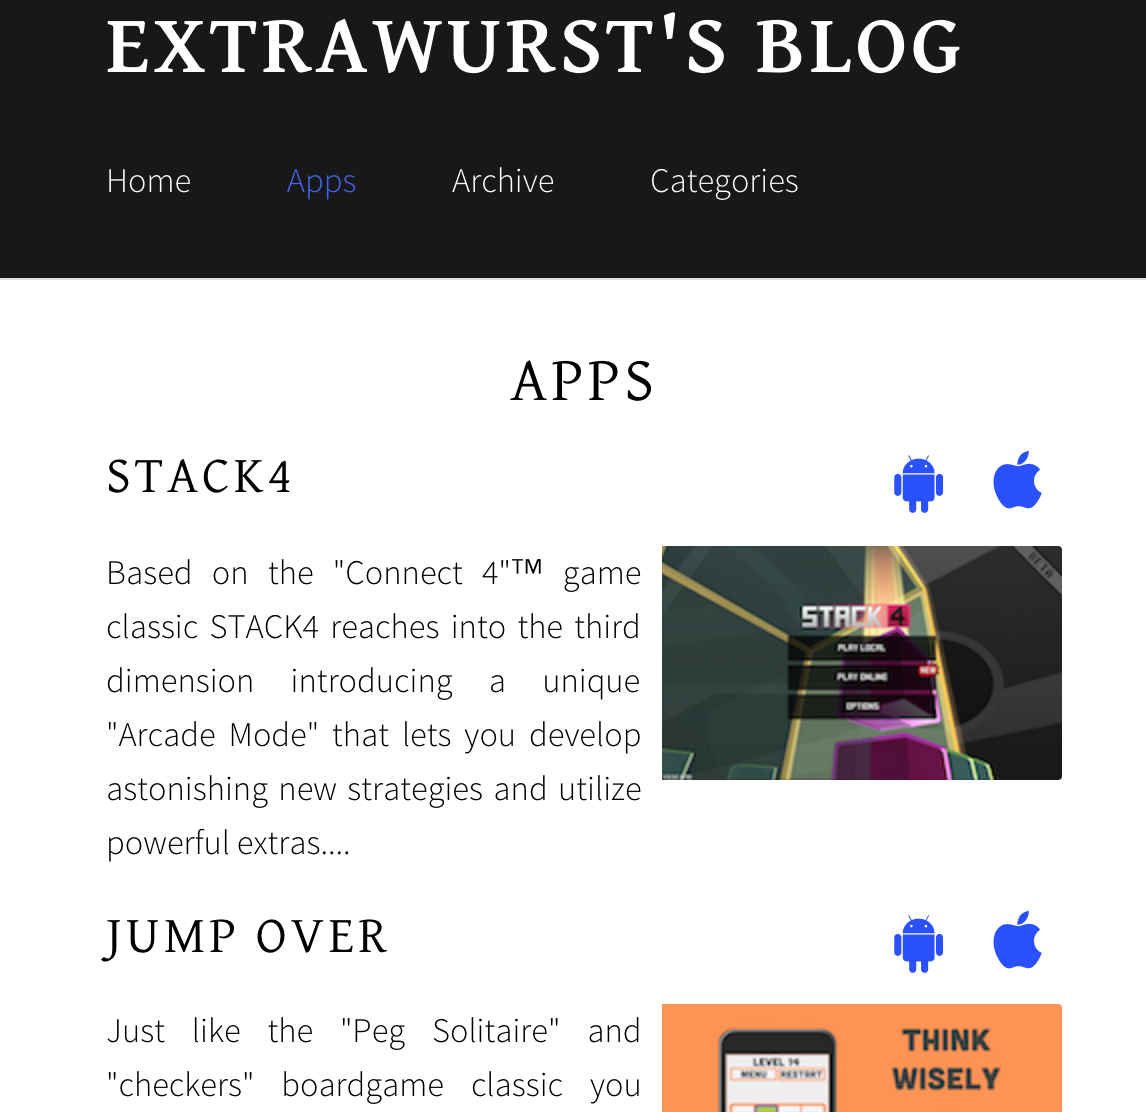 EXTRAWURST'S BLOG
Home Apps Archive Categories
APPS
STACK4
Based on the "Connect 4"™ game
classic STACK4 reaches into the third
dimension introducing a unique
"Arcade Mode" that lets you develop
astonishing new strategies and utilize
powerful extras....
BETA
STACK 4
PLAY LOCAL
NEW
PLAY ONLINE
OPTIONS
JUMP OVER
Just like the "Peg Solitaire" and
"checkers" boardgame classic you
THINK
WISELY
LEVEL 14
MENU RESTART